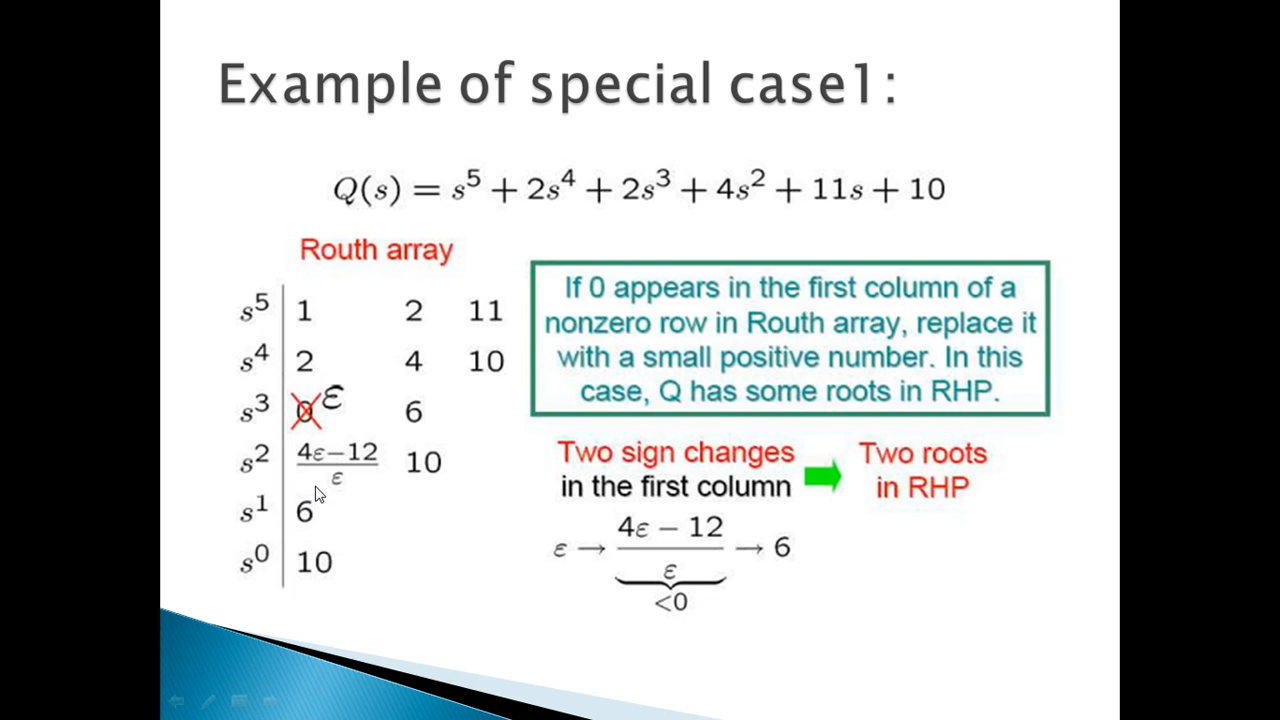 Example of special case1:
Q(s) = s⁵ + 2s⁴ + 2s³ + 4s² + 11s + 10
Routh array
s⁵ 1 2 11
s⁴ 2 4 10
s³ 0 ε 6
s² (4ε−12)/ε 10
s¹ 6
s⁰ 10
If 0 appears in the first column of a
nonzero row in Routh array, replace it
with a small positive number. In this
case, Q has some roots in RHP.
Two sign changes
in the first column
Two roots
in RHP
ε → (4ε − 12)/ε → 6
<0